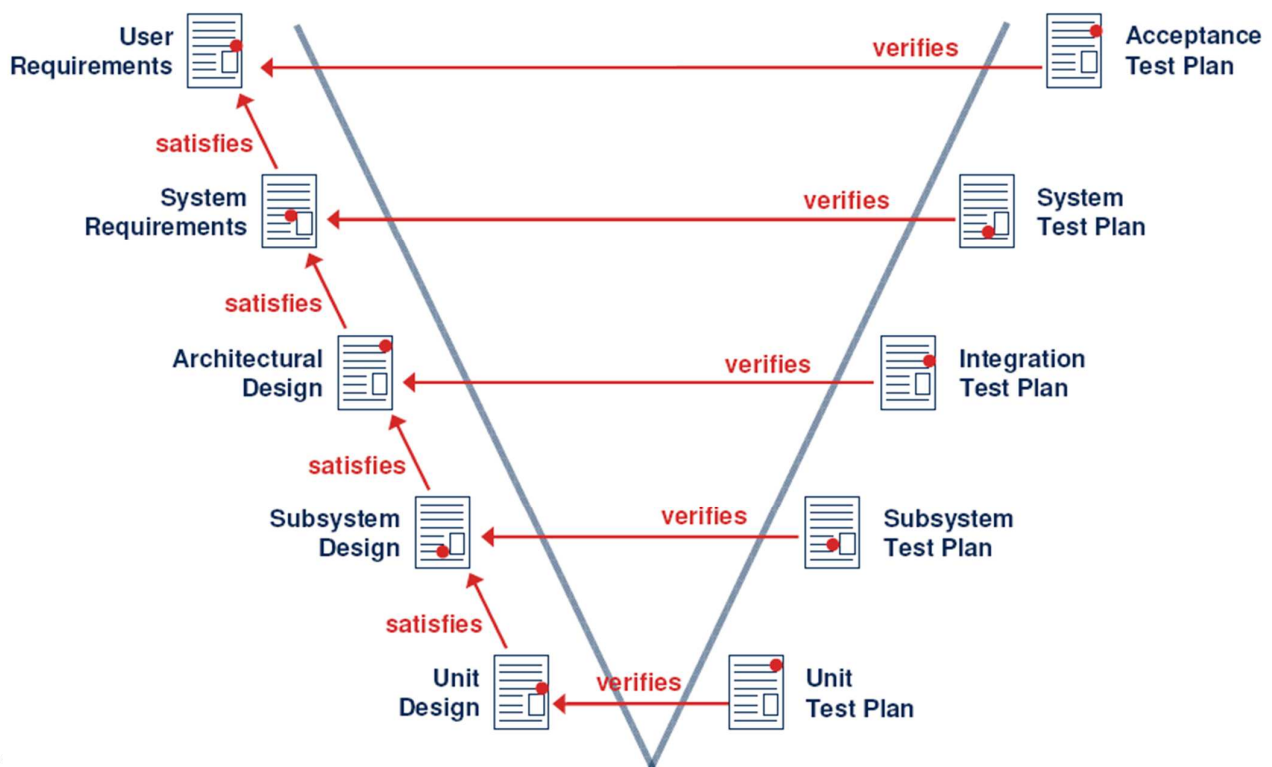 User
Requirements
verifies
Acceptance
Test Plan
satisfies
System
Requirements
verifies
System
Test Plan
satisfies
Architectural
Design
verifies
Integration
Test Plan
satisfies
Subsystem
Design
verifies
Subsystem
Test Plan
satisfies
Unit
Design
verifies
Unit
Test Plan